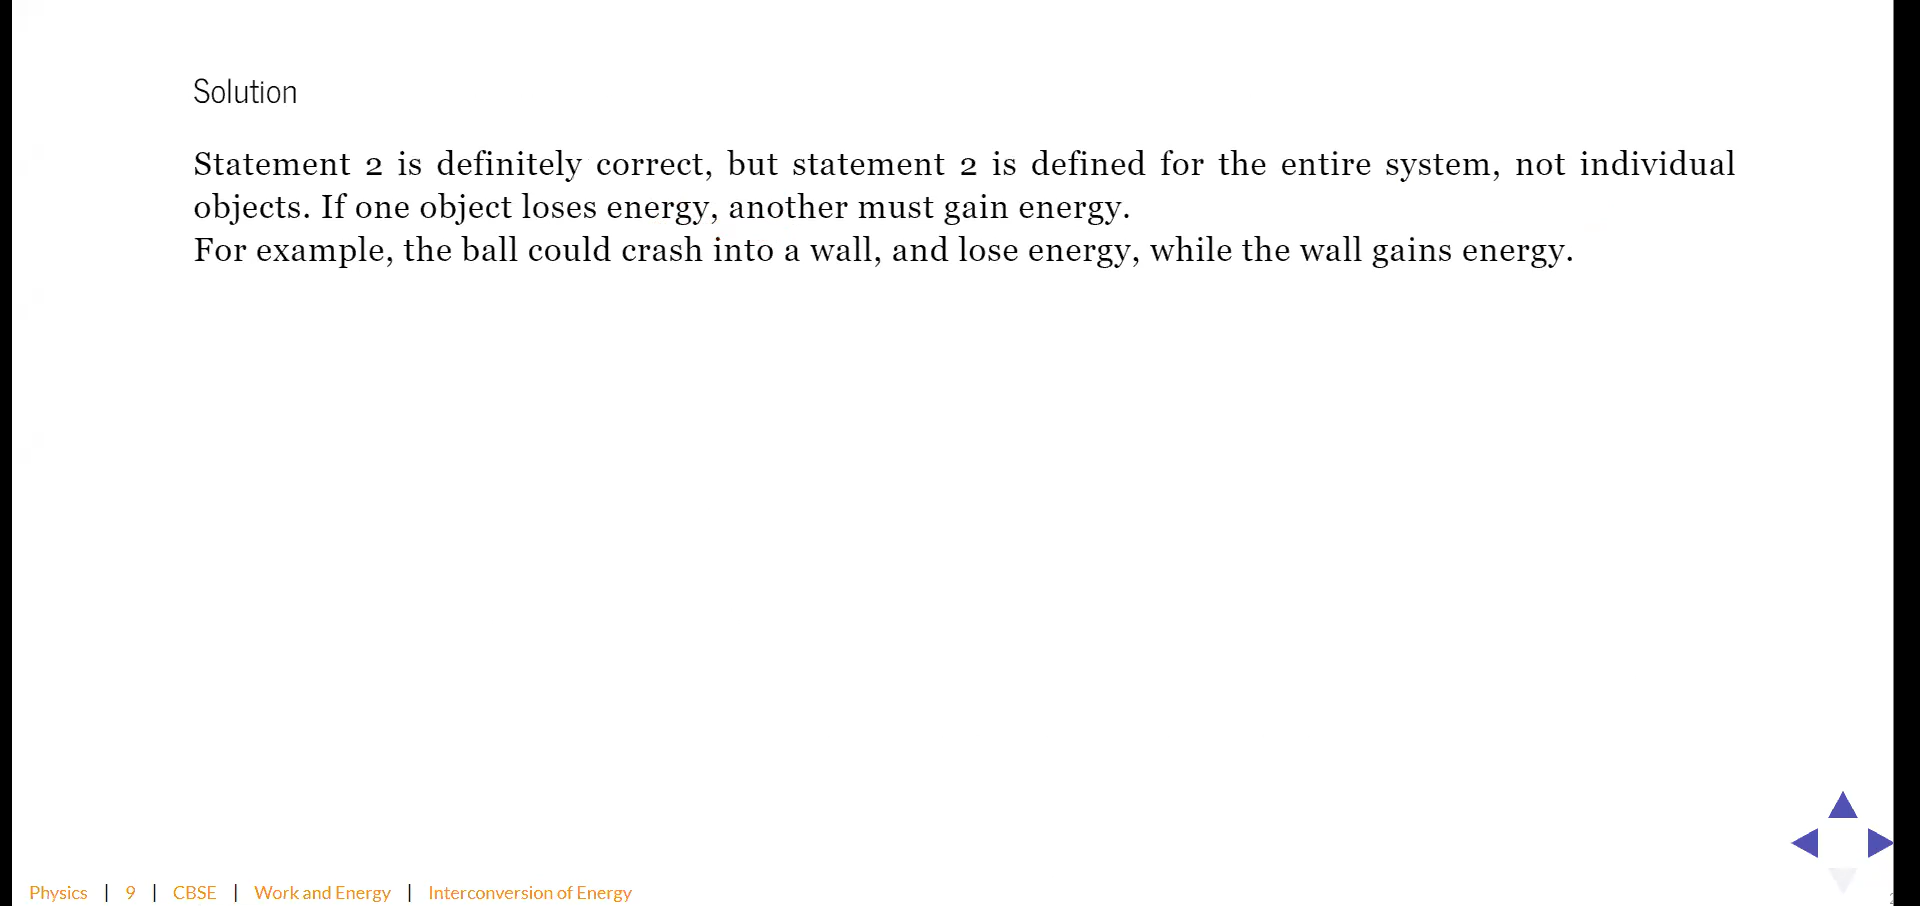 Solution
Statement 2 is definitely correct, but statement 2 is defined for the entire system, not individual
objects. If one object loses energy, another must gain energy.
For example, the ball could crash into a wall, and lose energy, while the wall gains energy.
Physics | 9 | CBSE | Work and Energy | Interconversion of Energy